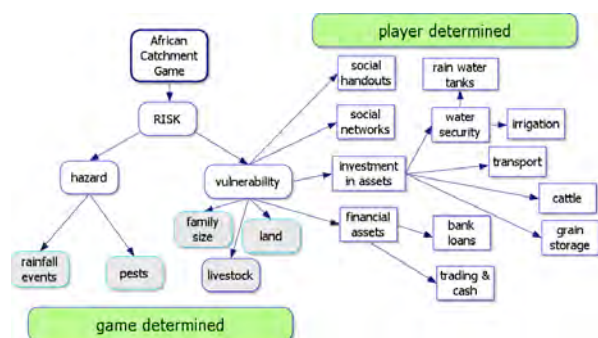 player determined
African
Catchment
Game
RISK
hazard
vulnerability
rainfall
events
pests
family
size
land
livestock
social
handouts
social
networks
investment
in assets
financial
assets
rain water
tanks
water
security
irrigation
transport
cattle
grain
storage
bank
loans
trading &
cash
game determined